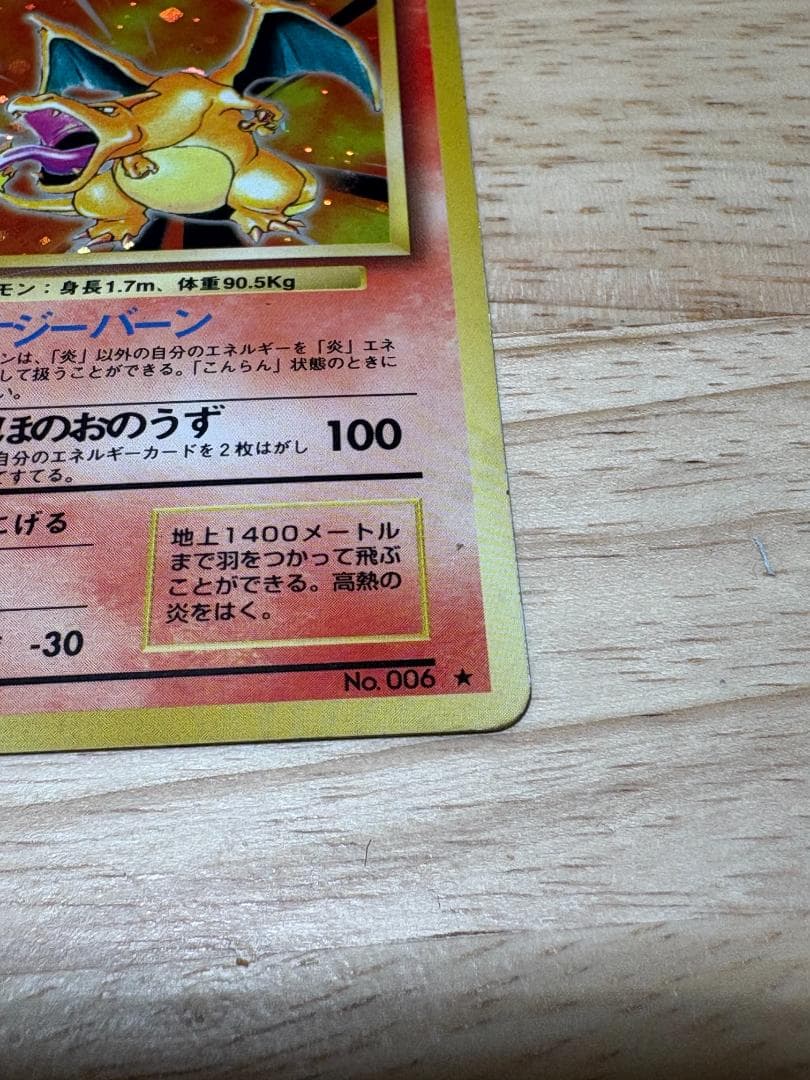 モン：身長1.7m、体重90.5Kg
ージーバーン
ンは、「炎」以外の自分のエネルギーを「炎」エネ
して扱うことができる。「こんらん」状態のときに
い。
ほのおのうず 100
自分のエネルギーカードを2枚はがし
てすてる。
にげる
-30
地上1400メートル
まで羽をつかって飛ぶ
ことができる。高熱の
炎をはく。
No. 006 ★